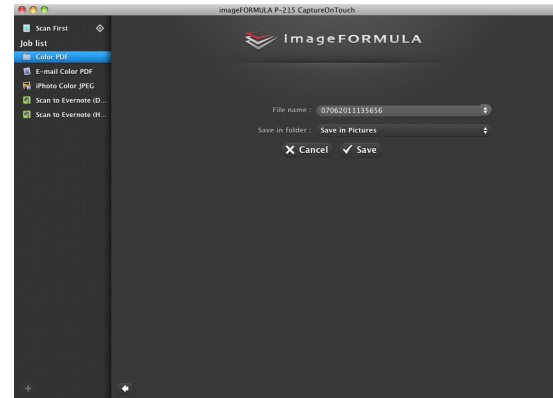 imageFORMULA P-215 CaptureOnTouch
Scan First
Job list
Color PDF
E-mail Color PDF
iPhoto Color JPEG
Scan to Evernote (D...
Scan to Evernote (H...
imageFORMULA
File name : 07062011135656
Save in folder : Save in Pictures
Cancel Save